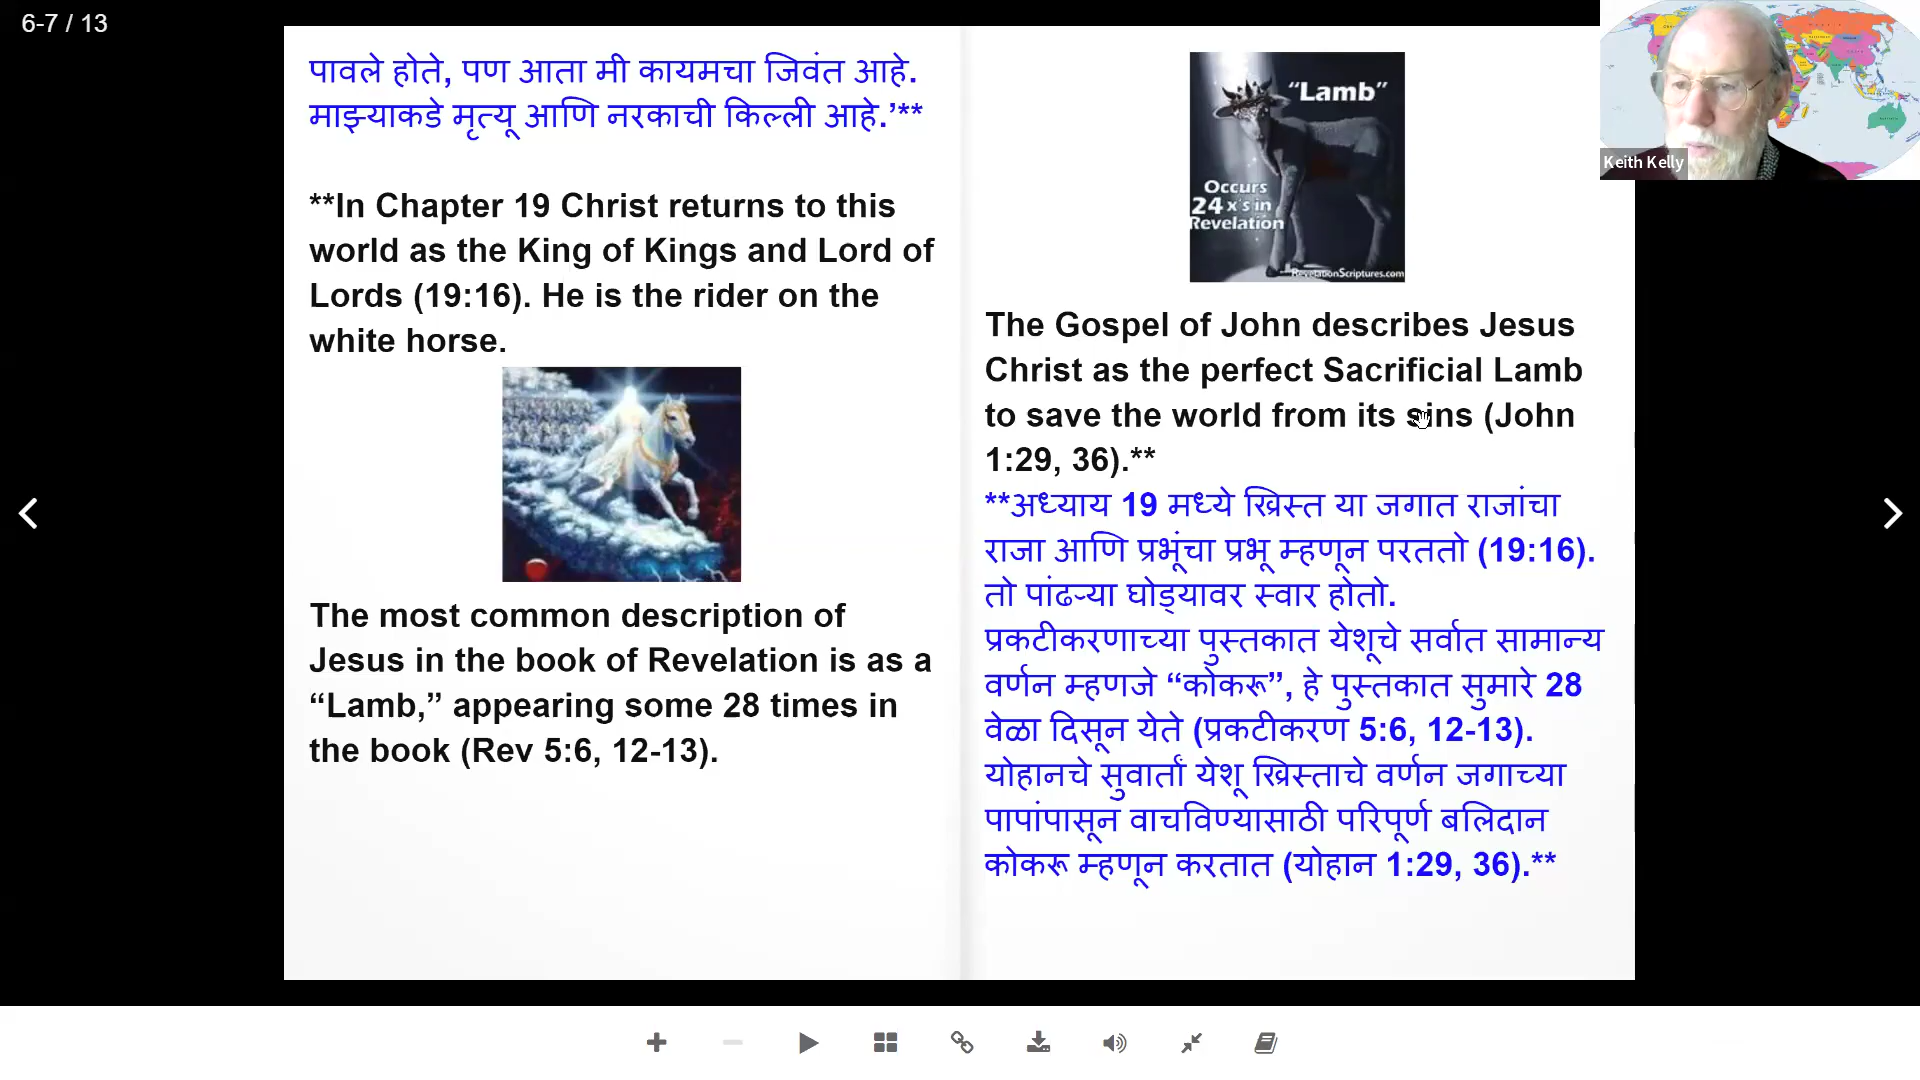 6-7 / 13
पावले होते, पण आता मी कायमचा जिवंत आहे.
माझ्याकडे मृत्यू आणि नरकाची किल्ली आहे.’**
**In Chapter 19 Christ returns to this
world as the King of Kings and Lord of
Lords (19:16). He is the rider on the
white horse.
The most common description of
Jesus in the book of Revelation is as a
“Lamb,” appearing some 28 times in
the book (Rev 5:6, 12-13).
“Lamb”
Occurs
24 x's in
Revelation
RevelationScriptures.com
The Gospel of John describes Jesus
Christ as the perfect Sacrificial Lamb
to save the world from its sins (John
1:29, 36).**
**अध्याय 19 मध्ये ख्रिस्त या जगात राजांचा
राजा आणि प्रभूंचा प्रभू म्हणून परततो (19:16).
तो पांढऱ्या घोड्यावर स्वार होतो.
प्रकटीकरणाच्या पुस्तकात येशूचे सर्वात सामान्य
वर्णन म्हणजे “कोकरू”, हे पुस्तकात सुमारे 28
वेळा दिसून येते (प्रकटीकरण 5:6, 12-13).
योहानचे सुवार्तां येशू ख्रिस्ताचे वर्णन जगाच्या
पापांपासून वाचविण्यासाठी परिपूर्ण बलिदान
कोकरू म्हणून करतात (योहान 1:29, 36).**
Keith Kelly